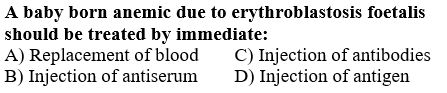 A baby born anemic due to erythroblastosis foetalis
should be treated by immediate:
A) Replacement of blood C) Injection of antibodies
B) Injection of antiserum D) Injection of antigen